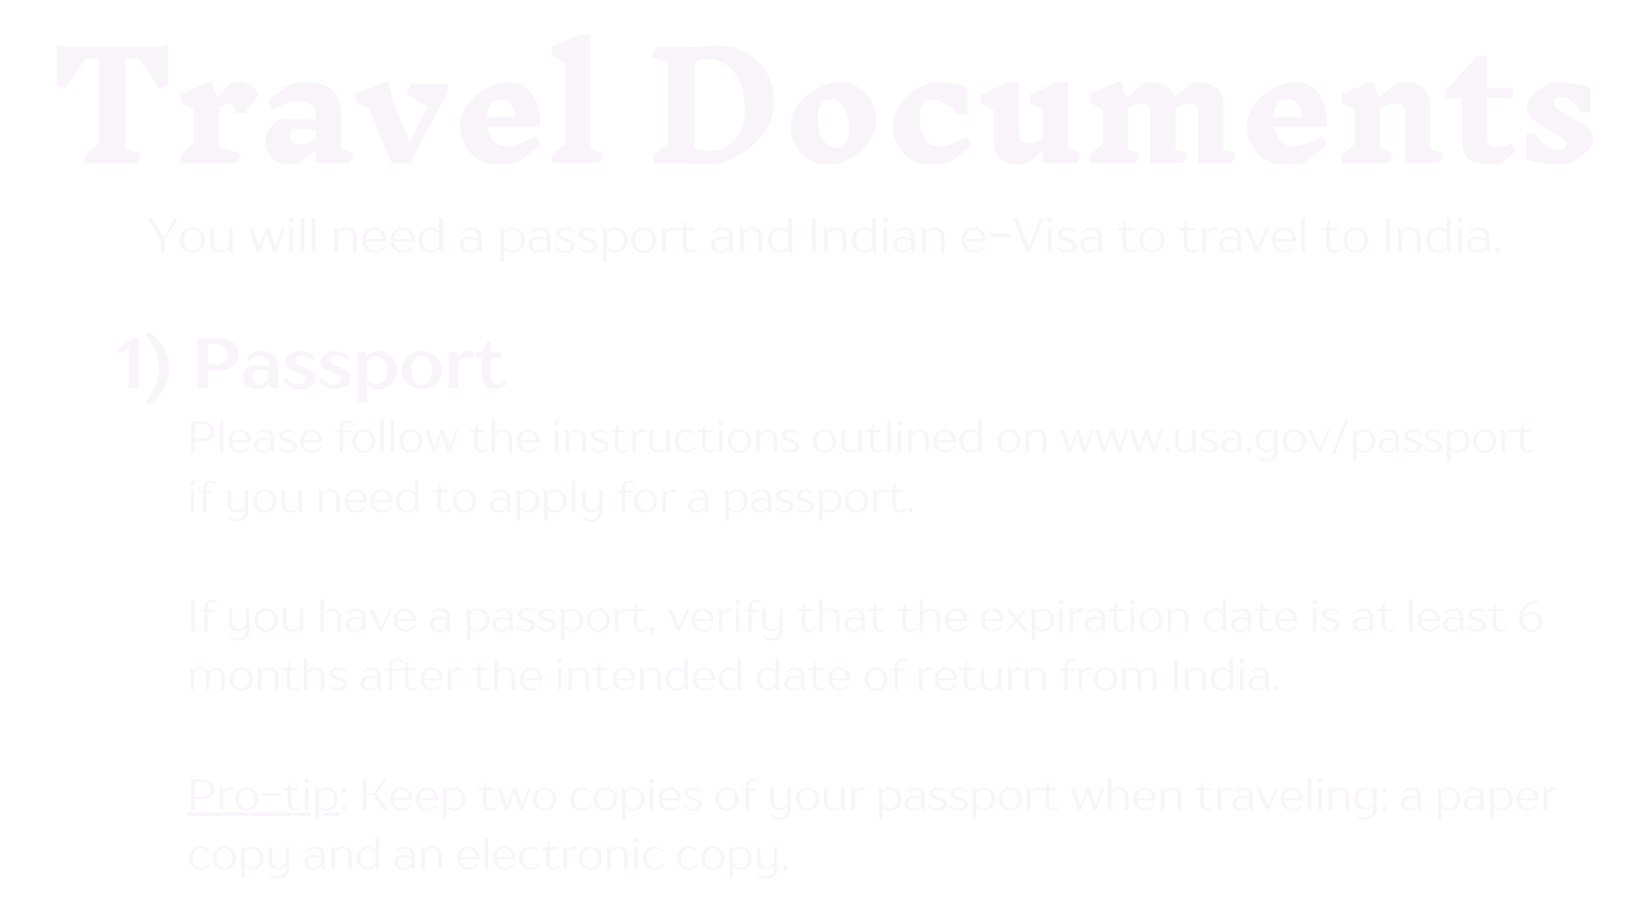 Travel Documents
You will need a passport and Indian e-Visa to travel to India.
1) Passport
Please follow the instructions outlined on www.usa.gov/passport
if you need to apply for a passport.
If you have a passport, verify that the expiration date is at least 6
months after the intended date of return from India.
Pro-tip: Keep two copies of your passport when traveling: a paper
copy and an electronic copy.